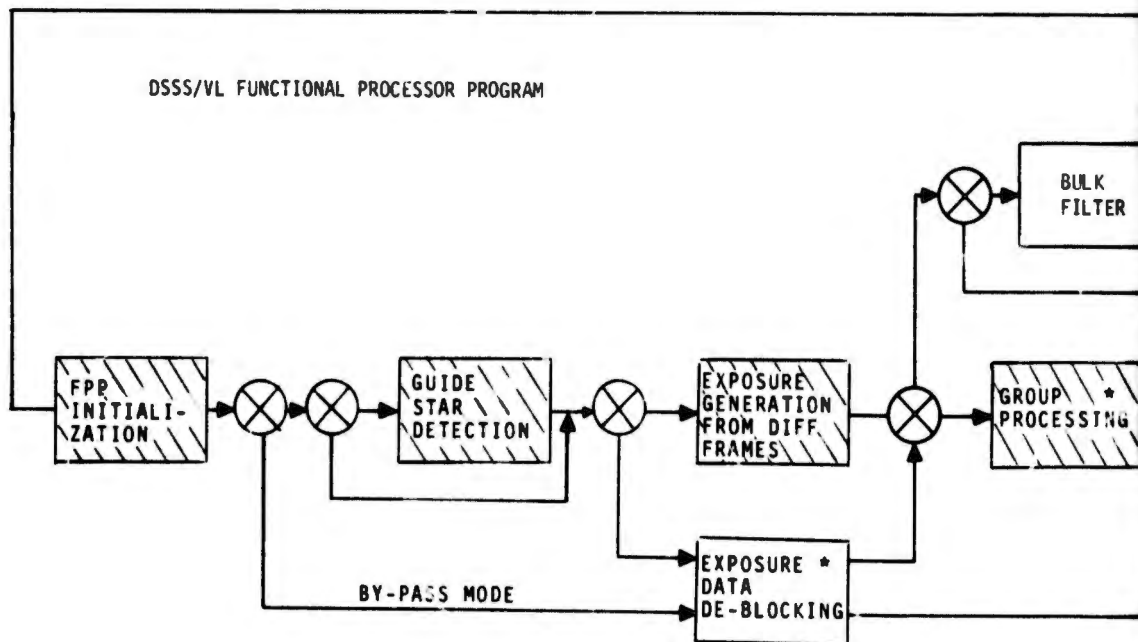 DSSS/VL FUNCTIONAL PROCESSOR PROGRAM
BULK
FILTER
FPP
INITIALI-
ZATION
GUIDE
STAR
DETECTION
EXPOSURE
GENERATION
FROM DIFF
FRAMES
GROUP *
PROCESSING
EXPOSURE *
DATA
DE-BLOCKING
BY-PASS MODE